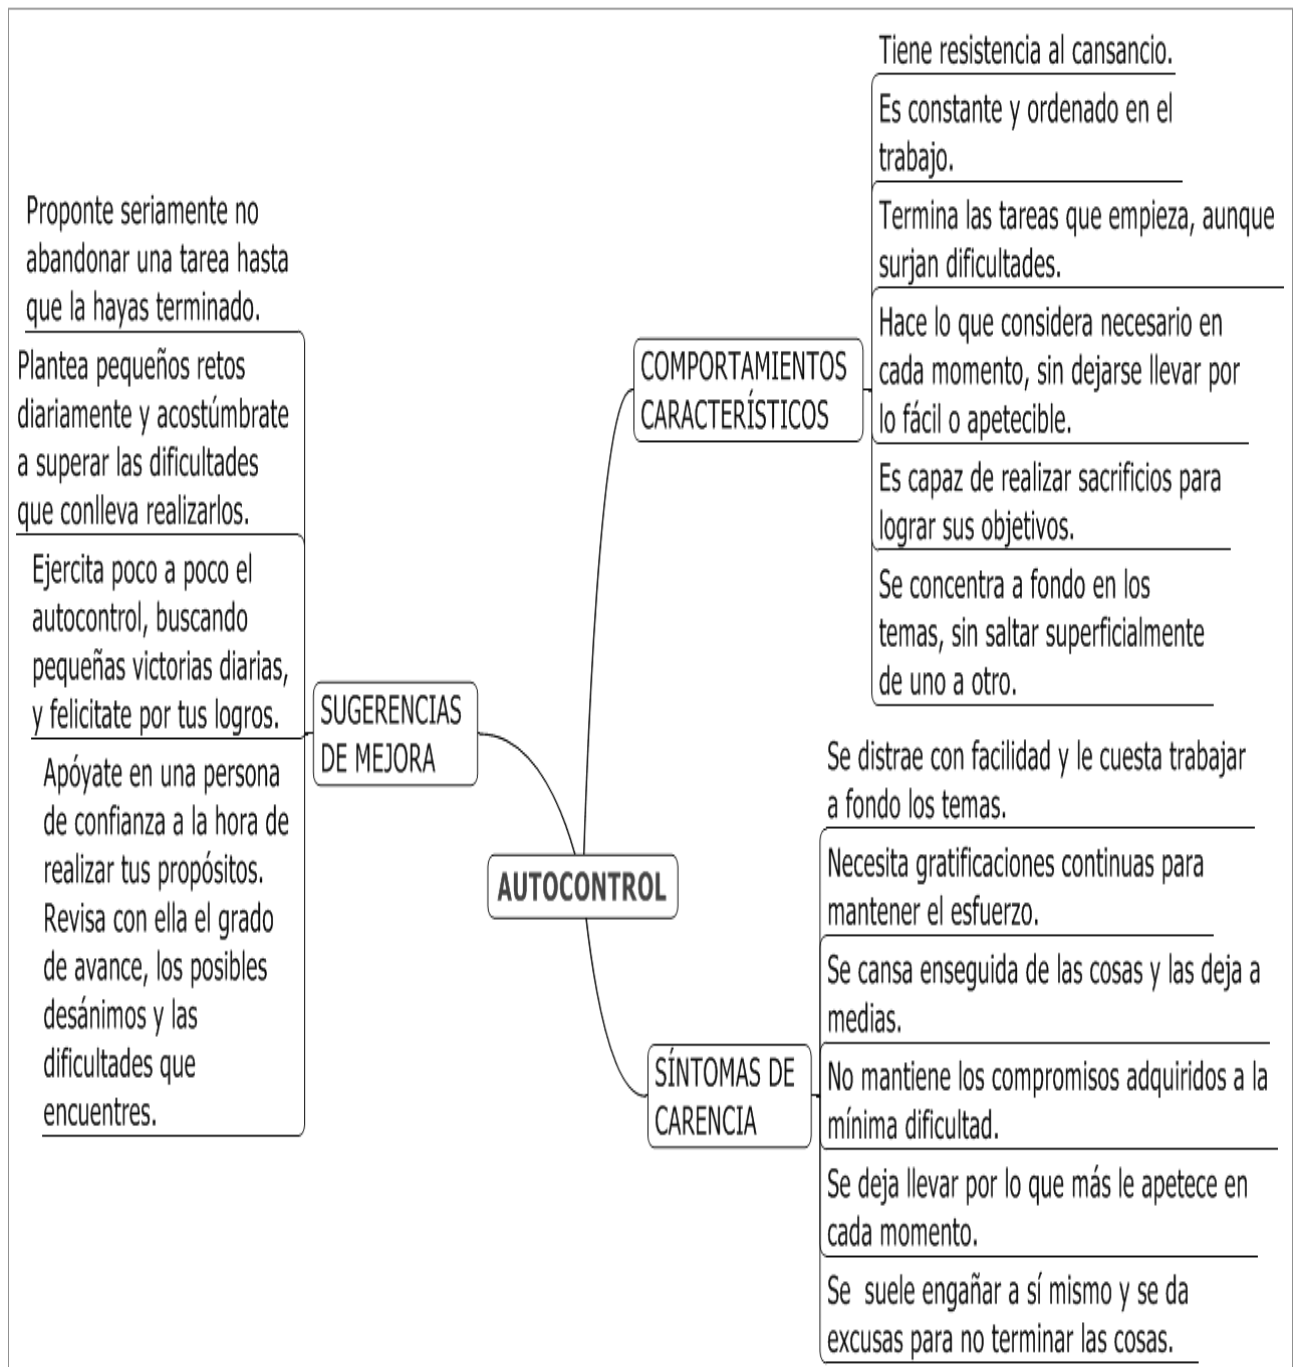 Tiene resistencia al cansancio.
Es constante y ordenado en el
trabajo.
Termina las tareas que empieza, aunque
surjan dificultades.
Hace lo que considera necesario en
cada momento, sin dejarse llevar por
lo fácil o apetecible.
Es capaz de realizar sacrificios para
lograr sus objetivos.
Se concentra a fondo en los
temas, sin saltar superficialmente
de uno a otro.
COMPORTAMIENTOS
CARACTERÍSTICOS
Proponte seriamente no
abandonar una tarea hasta
que la hayas terminado.
Plantea pequeños retos
diariamente y acostúmbrate
a superar las dificultades
que conlleva realizarlos.
Ejercita poco a poco el
autocontrol, buscando
pequeñas victorias diarias,
y felicitate por tus logros.
Apóyate en una persona
de confianza a la hora de
realizar tus propósitos.
Revisa con ella el grado
de avance, los posibles
desánimos y las
dificultades que
encuentres.
SUGERENCIAS
DE MEJORA
AUTOCONTROL
SÍNTOMAS DE
CARENCIA
Se distrae con facilidad y le cuesta trabajar
a fondo los temas.
Necesita gratificaciones continuas para
mantener el esfuerzo.
Se cansa enseguida de las cosas y las deja a
medias.
No mantiene los compromisos adquiridos a la
mínima dificultad.
Se deja llevar por lo que más le apetece en
cada momento.
Se  suele engañar a sí mismo y se da
excusas para no terminar las cosas.